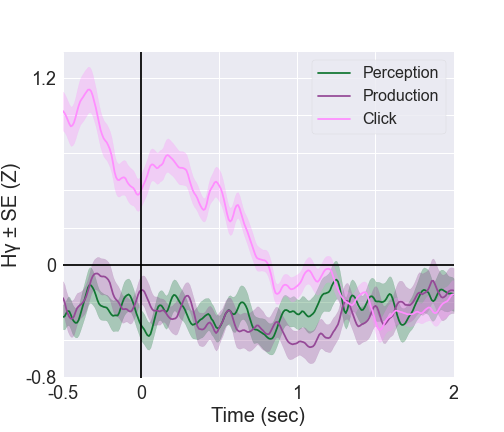 Perception
Production
Click
1.2
0
-0.8
-0.5 0 1 2
Time (sec)
Hγ ± SE (Z)